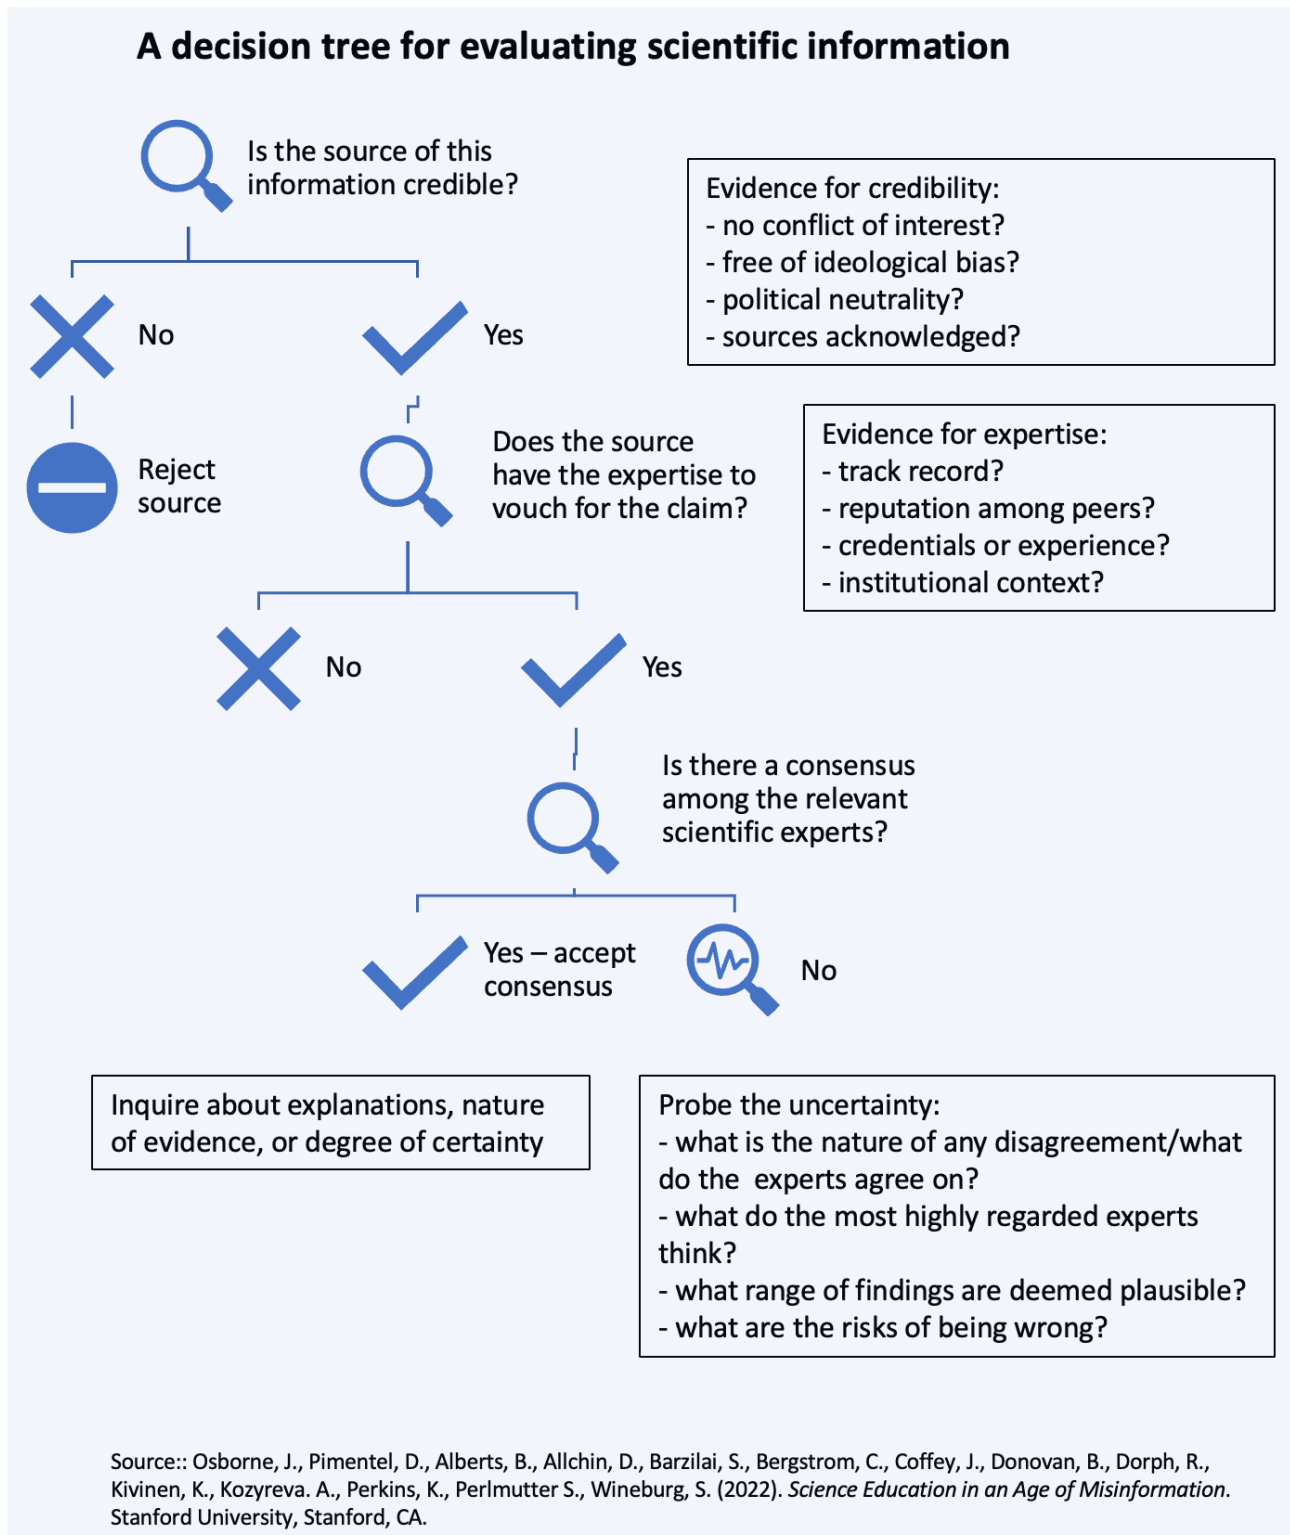 A decision tree for evaluating scientific information
Is the source of this
information credible?
Evidence for credibility:
- no conflict of interest?
- free of ideological bias?
- political neutrality?
- sources acknowledged?
No
Yes
Reject
source
Does the source
have the expertise to
vouch for the claim?
Evidence for expertise:
- track record?
- reputation among peers?
- credentials or experience?
- institutional context?
No
Yes
Is there a consensus
among the relevant
scientific experts?
Yes – accept
consensus
No
Inquire about explanations, nature
of evidence, or degree of certainty
Probe the uncertainty:
- what is the nature of any disagreement/what
do the  experts agree on?
- what do the most highly regarded experts
think?
- what range of findings are deemed plausible?
- what are the risks of being wrong?
Source:: Osborne, J., Pimentel, D., Alberts, B., Allchin, D., Barzilai, S., Bergstrom, C., Coffey, J., Donovan, B., Dorph, R.,
Kivinen, K., Kozyreva. A., Perkins, K., Perlmutter S., Wineburg, S. (2022). Science Education in an Age of Misinformation.
Stanford University, Stanford, CA.